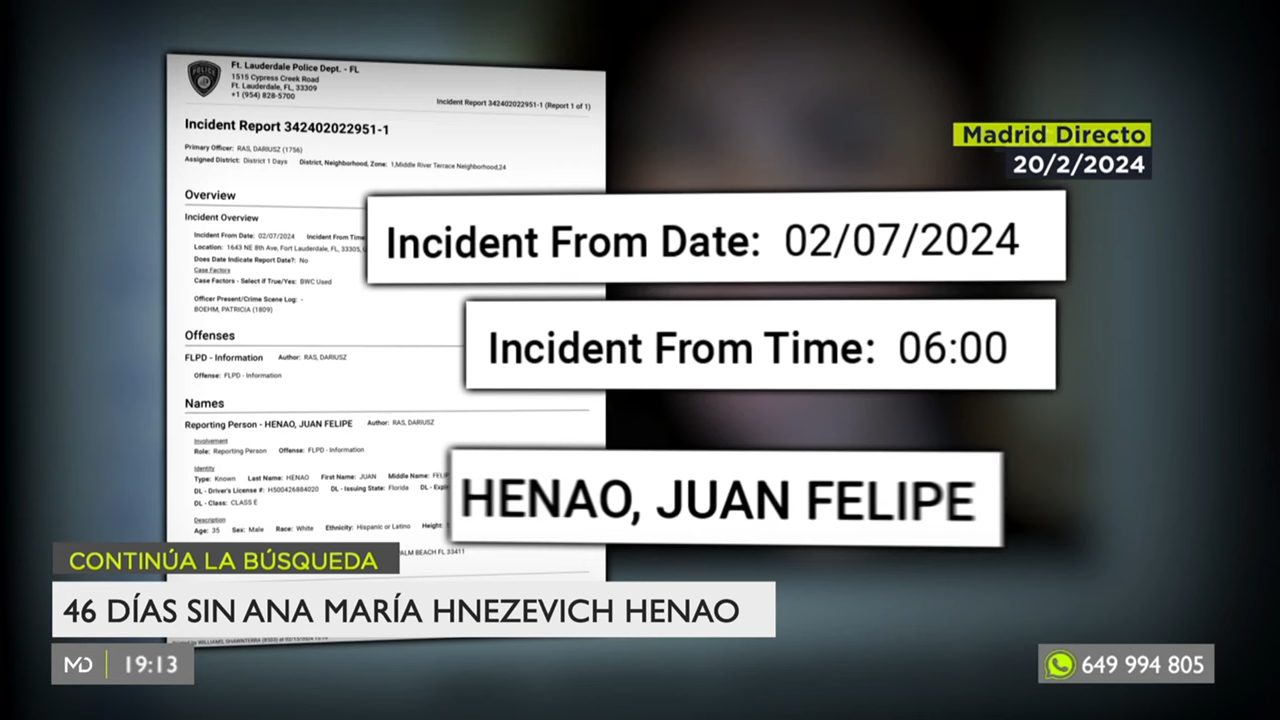 POLICE
Ft. Lauderdale Police Dept. - FL
1515 Cypress Creek Road
Ft. Lauderdale, FL, 33309
+1 (954) 828-5700
Incident Report 342402022951-1 (Report 1 of 1)
Incident Report 342402022951-1
Primary Officer: RAS, DARIUSZ (1756)
Assigned District: District 1 Days District, Neighborhood, Zone: 1,Middle River Terrace Neighborhood,24
Overview
Incident Overview
Incident From Date: 02/07/2024 Incident From Time
Location: 1643 NE 8th Ave, Fort Lauderdale, FL, 33305,
Does Date Indicate Report Date?: No
Case Factors
Case Factors - Select if True/Yes: BWC Used
Officer Present/Crime Scene Log: -
BOEHM, PATRICIA (1809)
Offenses
FLPD - Information Author: RAS, DARIUSZ
Offense: FLPD - Information
Names
Reporting Person - HENAO, JUAN FELIPE Author: RAS, DARIUSZ
Involvement
Role: Reporting Person Offense: FLPD - Information
Identity
Type: Known Last Name: HENAO First Name: JUAN Middle Name: FELIP
DL - Driver's License #: H500426884020 DL - Issuing State: Florida DL - Expir
DL - Class: CLASS E
Description
Age: 35 Sex: Male Race: White Ethnicity: Hispanic or Latino Height:
ALM BEACH FL 33411
Madrid Directo
20/2/2024
Incident From Date: 02/07/2024
Incident From Time: 06:00
HENAO, JUAN FELIPE
CONTINÚA LA BÚSQUEDA
46 DÍAS SIN ANA MARÍA HNEZEVICH HENAO
MD 19:13
649 994 805